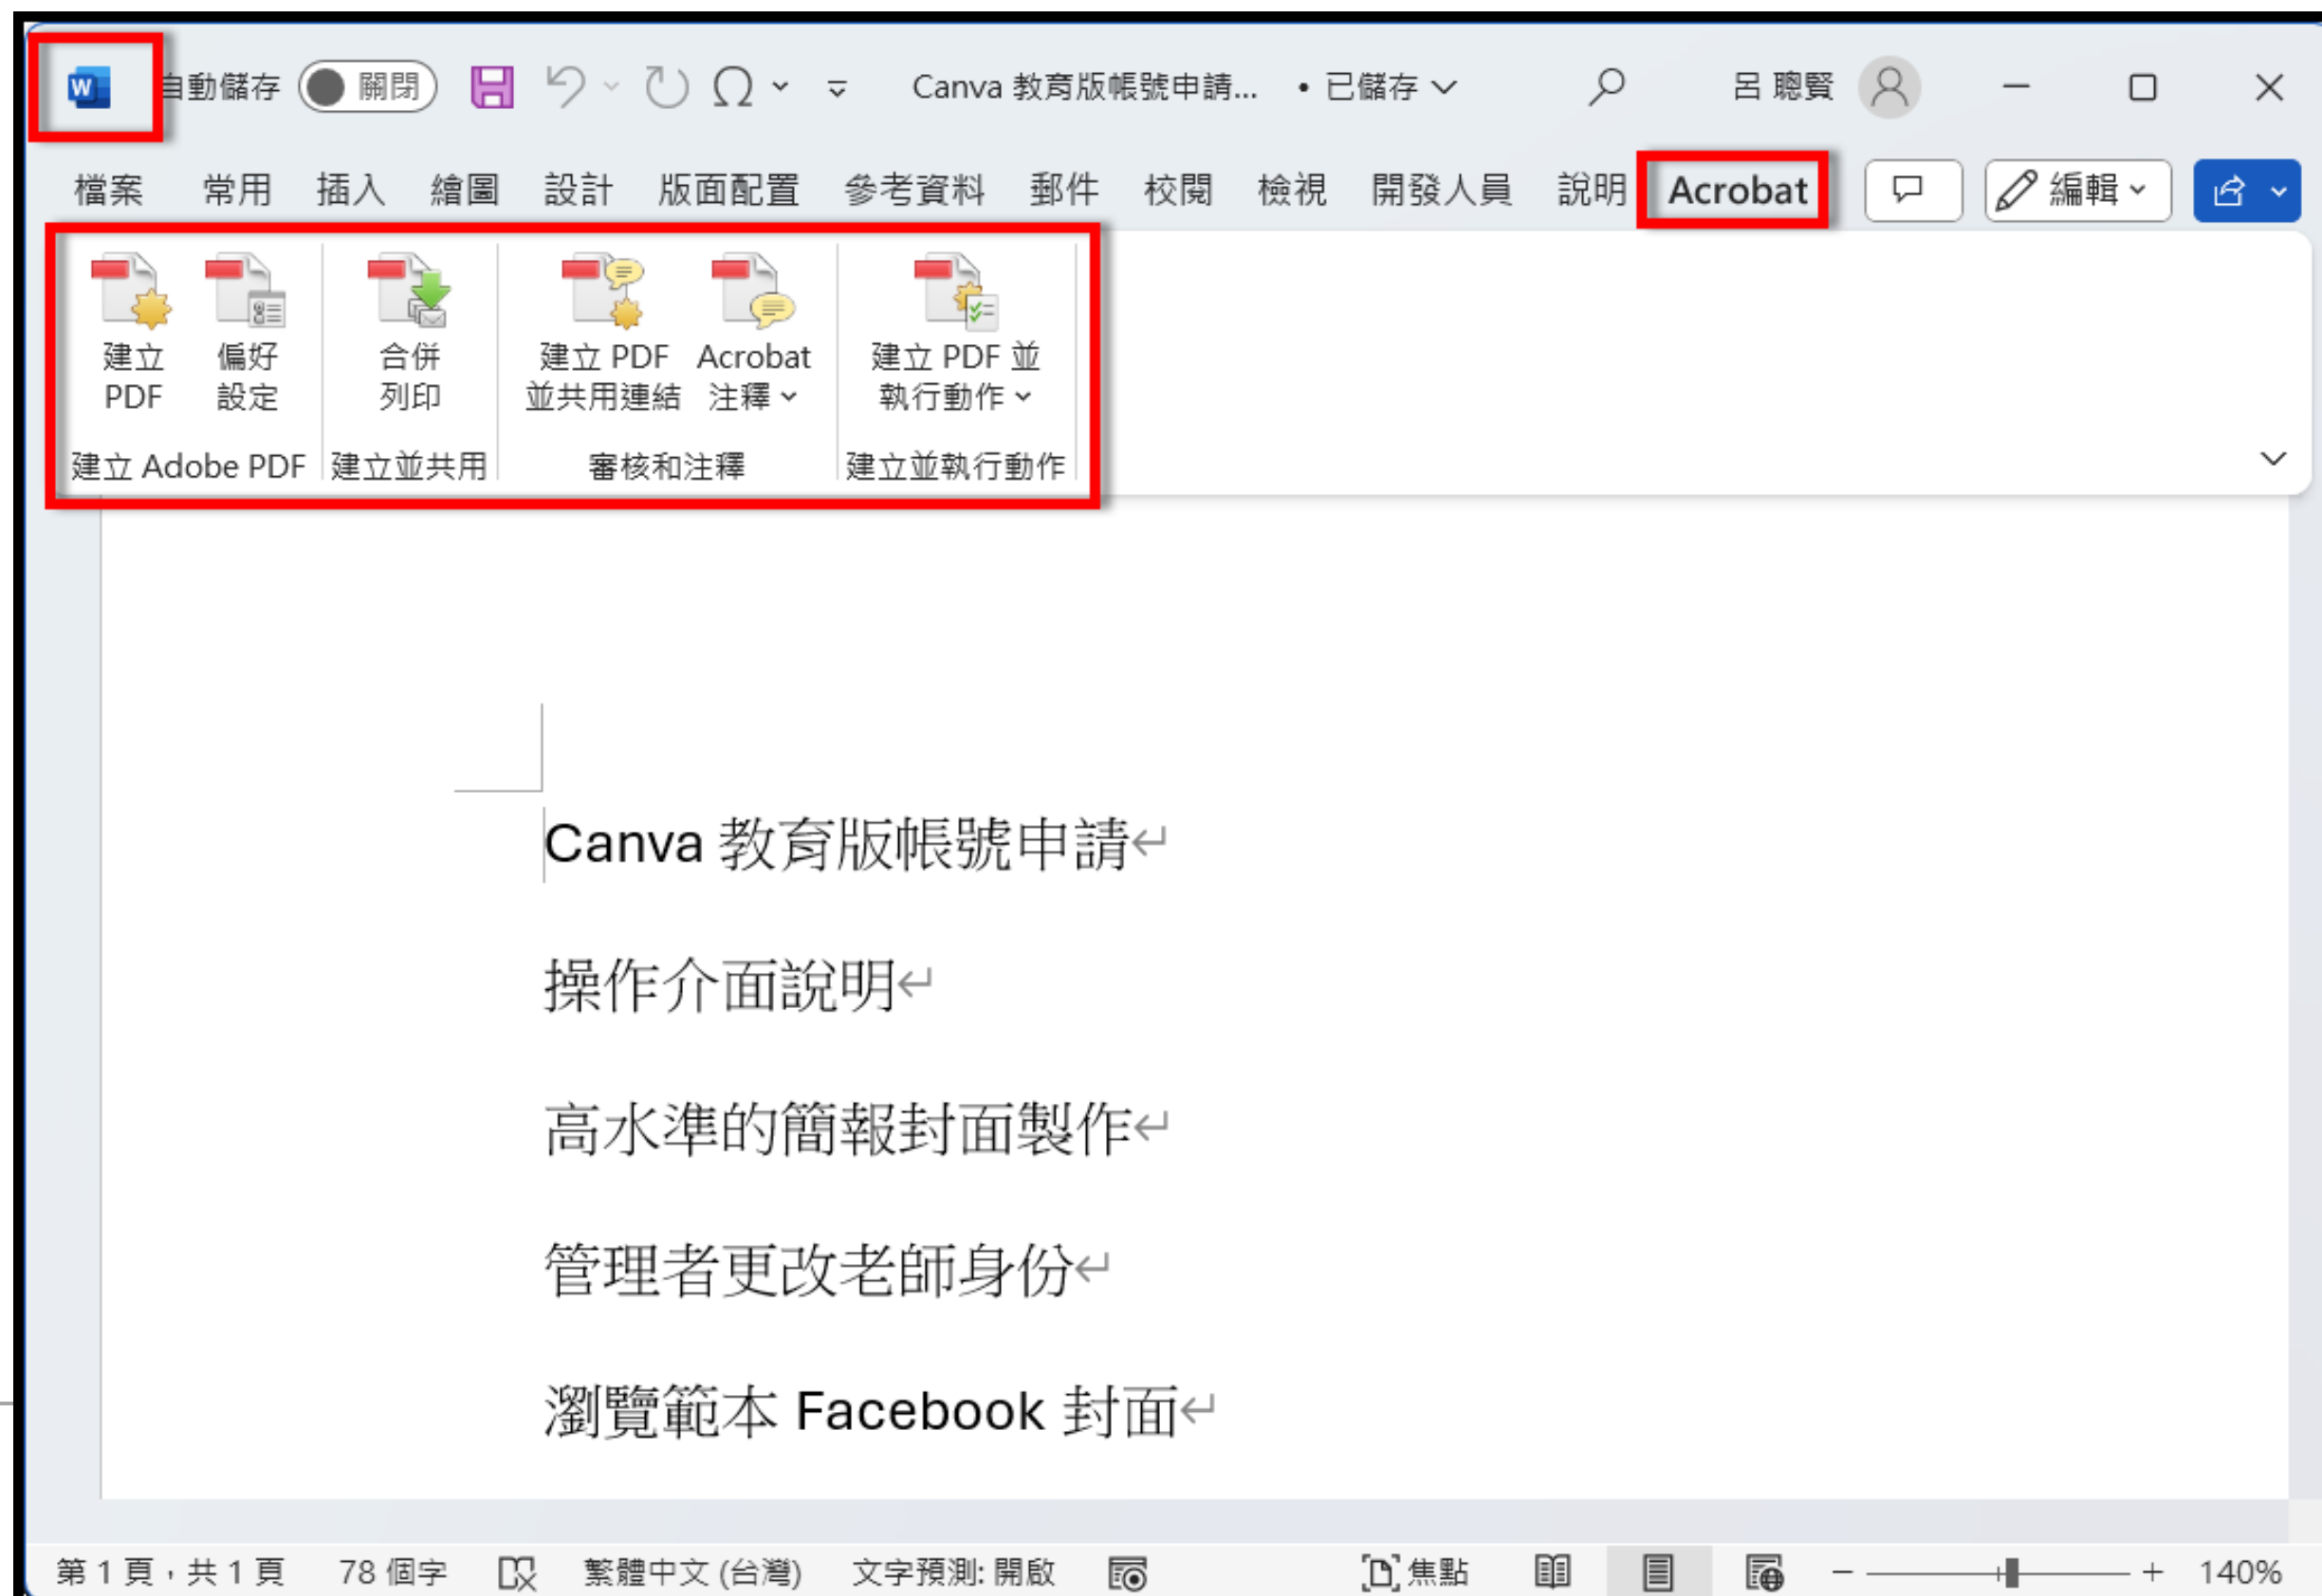 W 自動儲存 關閉 Canva 教育版帳號申請... • 已儲存 呂 聰賢
檔案 常用 插入 繪圖 設計 版面配置 參考資料 郵件 校閱 檢視 開發人員 說明 Acrobat 編輯
建立 偏好 合併 建立 PDF Acrobat 建立 PDF 並
PDF 設定 列印 並共用連結 注釋 執行動作
建立 Adobe PDF 建立並共用 審核和注釋 建立並執行動作
Canva 教育版帳號申請
操作介面說明
高水準的簡報封面製作
管理者更改老師身份
瀏覽範本 Facebook 封面
第 1 頁，共 1 頁 78 個字 繁體中文 (台灣) 文字預測: 開啟 焦點 140%